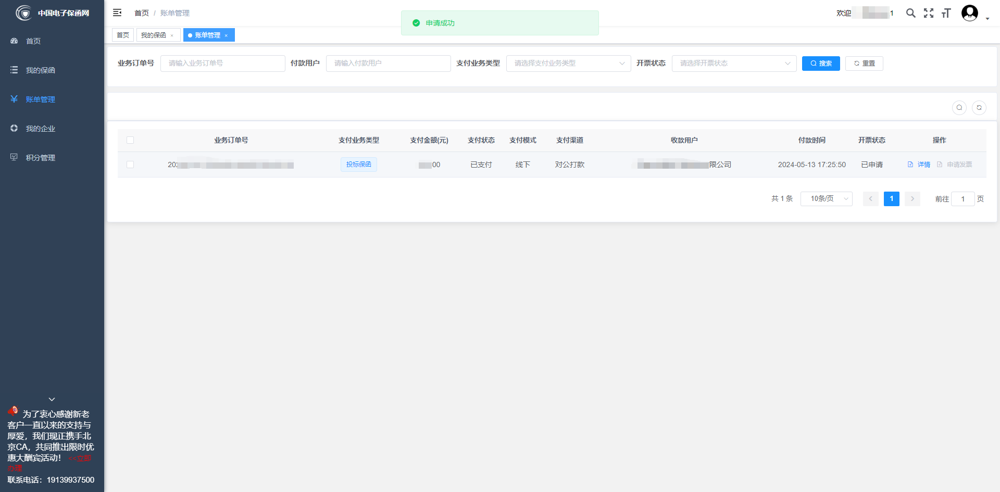 中国电子保函网
首页
我的保函
账单管理
我的企业
积分管理
为了衷心感谢新老
客户一直以来的支持与
厚爱，我们现正携手北
京CA，共同推出限时优
惠大酬宾活动！ <<立即
办理
联系电话：19139937500
首页 / 账单管理
申请成功
欢迎 1
首页 我的保函 × 账单管理 ×
业务订单号 请输入业务订单号 付款用户 请输入付款用户 支付业务类型 请选择支付业务类型 开票状态 请选择开票状态 搜索 重置
业务订单号 支付业务类型 支付金额(元) 支付状态 支付模式 支付渠道 收款用户 付款时间 开票状态 操作
20 投标保函 00 已支付 线下 对公打款 限公司 2024-05-13 17:25:50 已申请 详情 申请发票
共 1 条 10条/页 1 前往 1 页